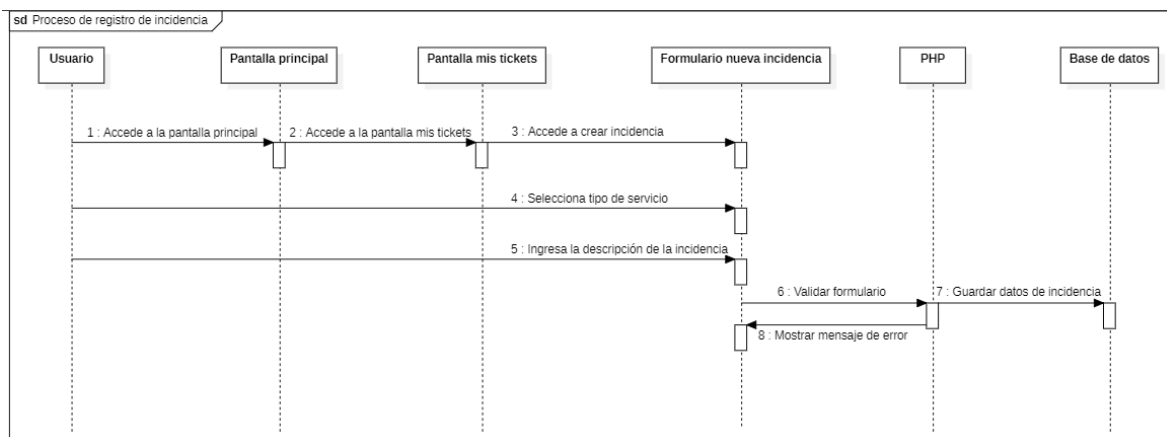 sd Proceso de registro de incidencia
Usuario
Pantalla principal
Pantalla mis tickets
Formulario nueva incidencia
PHP
Base de datos
1 : Accede a la pantalla principal
2 : Accede a la pantalla mis tickets
3 : Accede a crear incidencia
4 : Selecciona tipo de servicio
5 : Ingresa la descripción de la incidencia
6 : Validar formulario
7 : Guardar datos de incidencia
8 : Mostrar mensaje de error